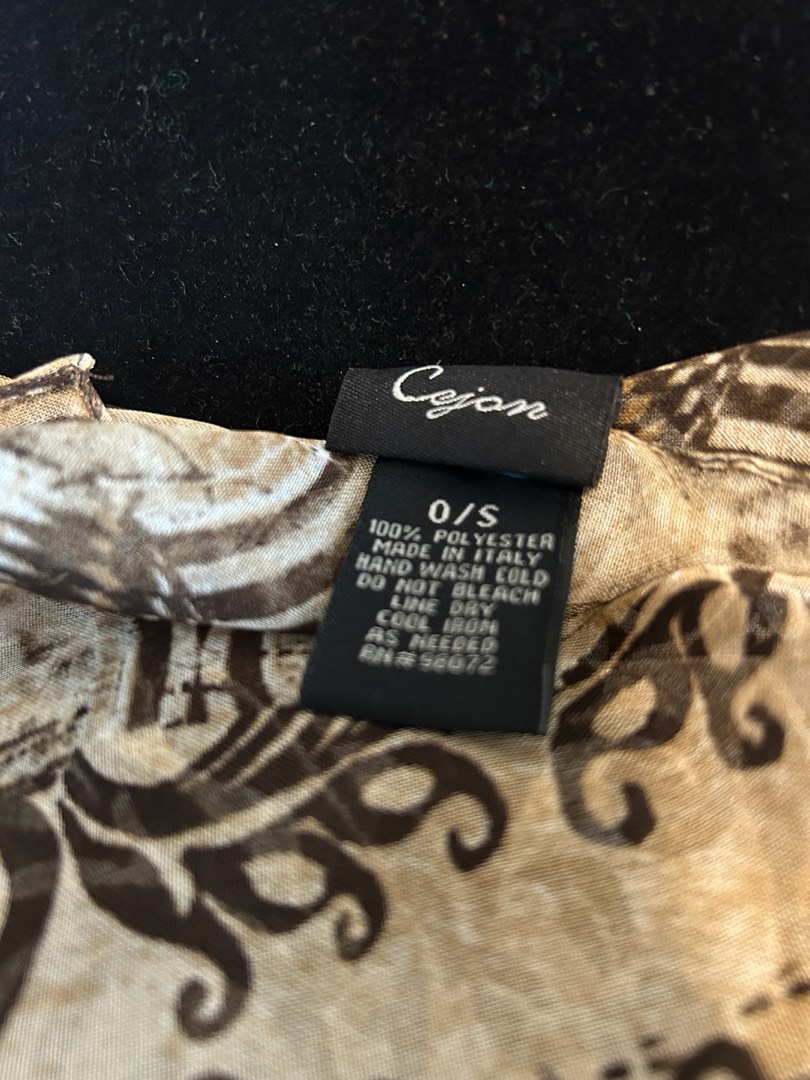 Cejon
O/S
100% POLYESTER
MADE IN ITALY
HAND WASH COLD
DO NOT BLEACH
LINE DRY
COOL IRON
AS NEEDED
RN#98072